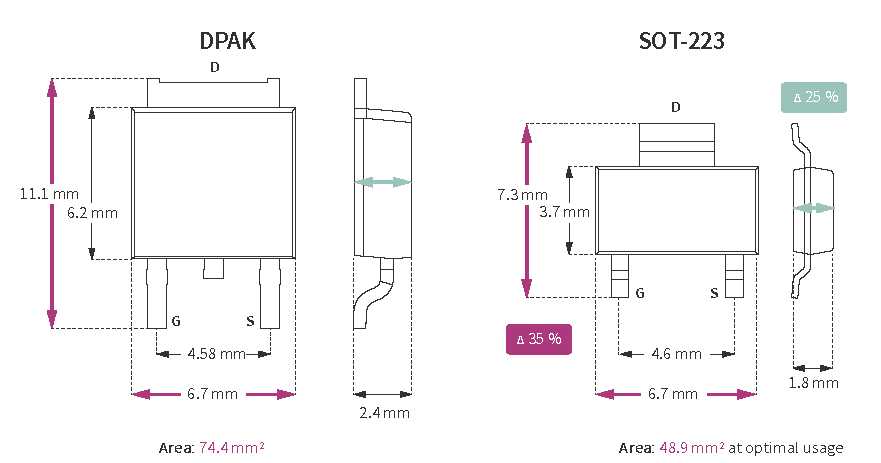 DPAK
D
11.1 mm
6.2 mm
G
S
4.58 mm
6.7 mm
2.4 mm
Area: 74.4 mm²
SOT-223
Δ 25 %
D
7.3 mm
3.7 mm
G
S
Δ 35 %
4.6 mm
6.7 mm
1.8 mm
Area: 48.9 mm² at optimal usage